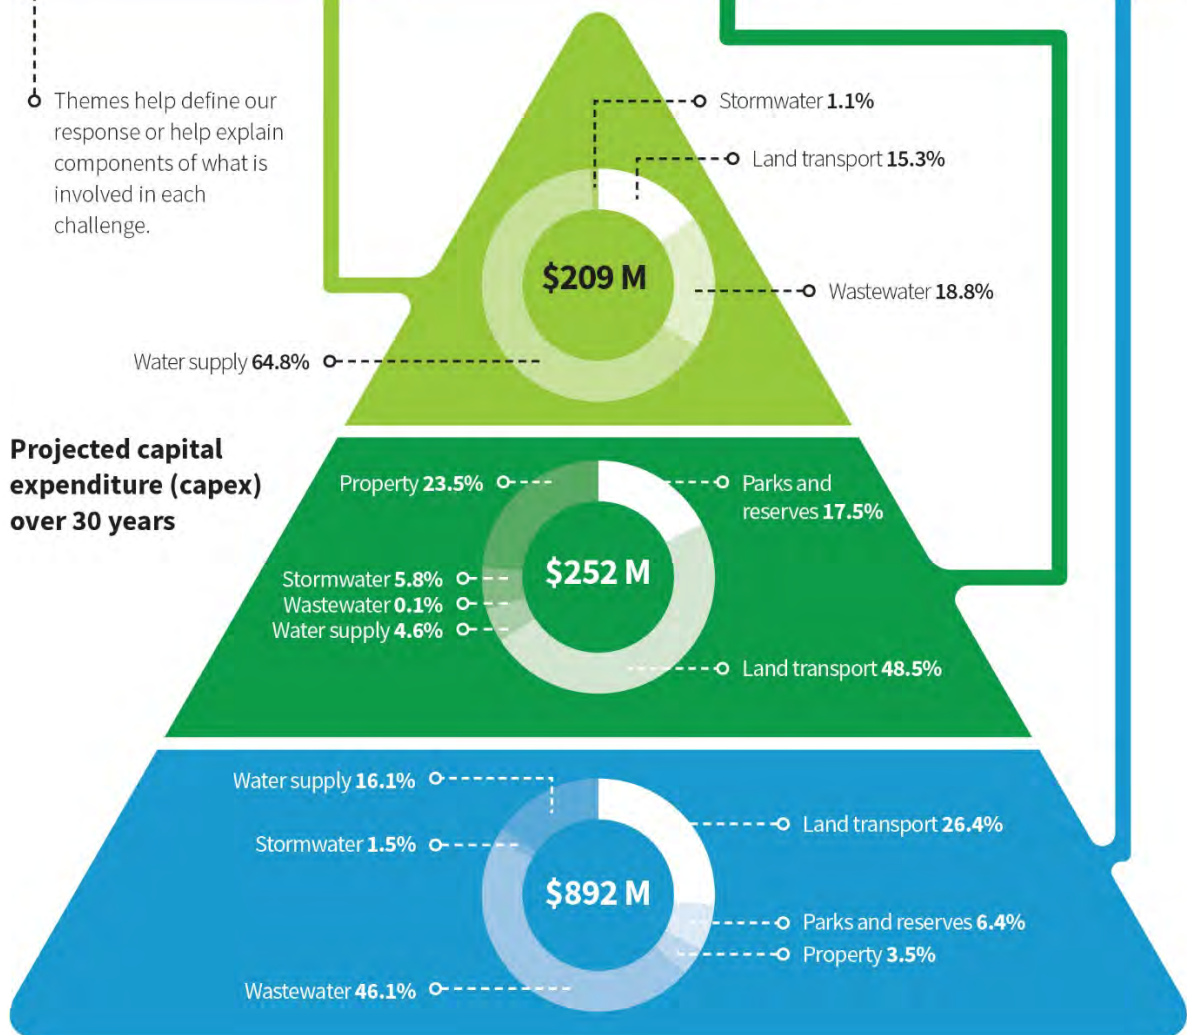 Themes help define our
response or help explain
components of what is
involved in each
challenge.
Stormwater 1.1%
Land transport 15.3%
$209 M
Wastewater 18.8%
Water supply 64.8%
Projected capital
expenditure (capex)
over 30 years
Property 23.5%
Parks and
reserves 17.5%
$252 M
Stormwater 5.8%
Wastewater 0.1%
Water supply 4.6%
Land transport 48.5%
Water supply 16.1%
Land transport 26.4%
Stormwater 1.5%
$892 M
Parks and reserves 6.4%
Property 3.5%
Wastewater 46.1%